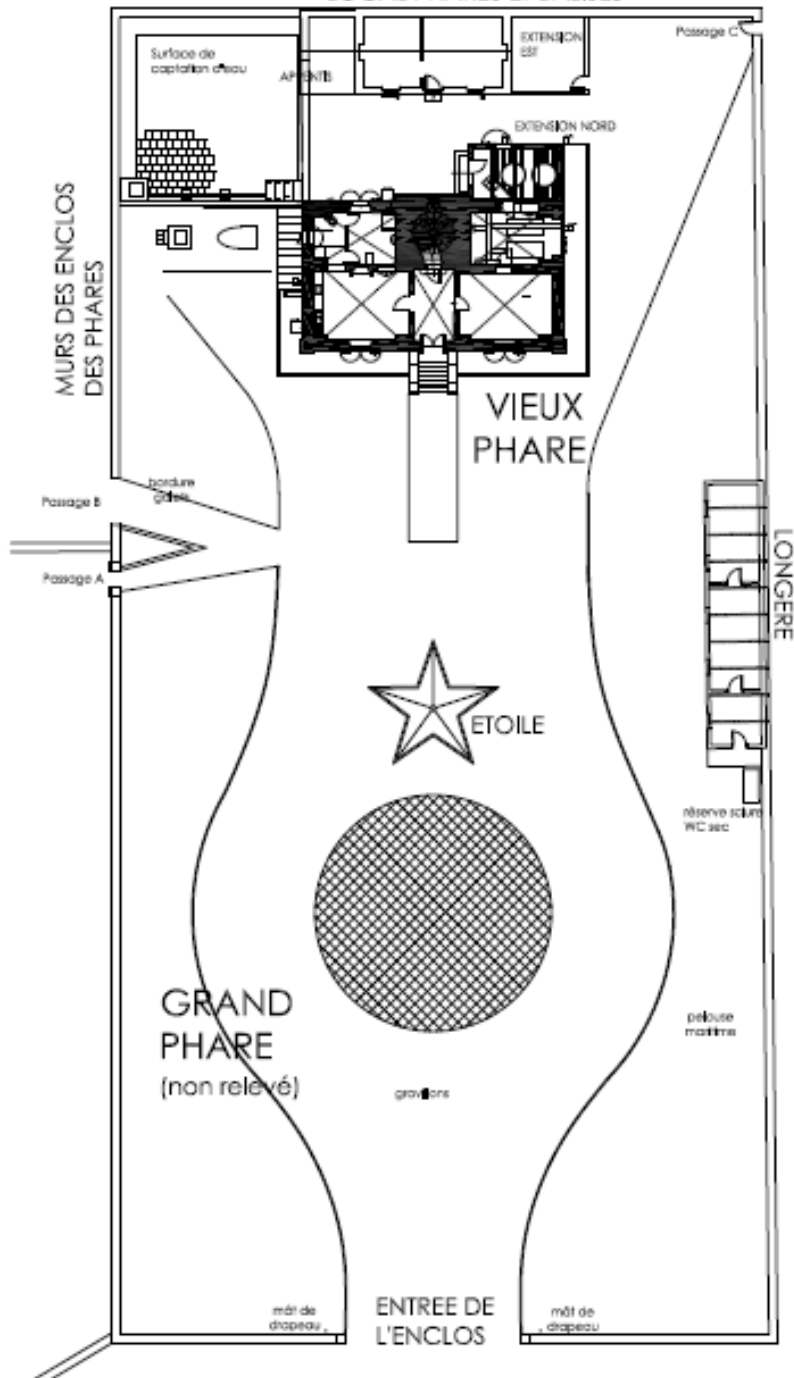 Passage C
EXTENSION
EST
Surface de
captation d'eau
APPENTIS
EXTENSION NORD
MURS DES ENCLOS
DES PHARES
VIEUX
PHARE
bordure
galets
Passage B
Passage A
LONGERE
ETOILE
réserve sciure
WC sec
GRAND
PHARE
(non relevé)
pelouse
maritime
gravillons
mât de
drapeau
ENTREE DE
L'ENCLOS
mât de
drapeau